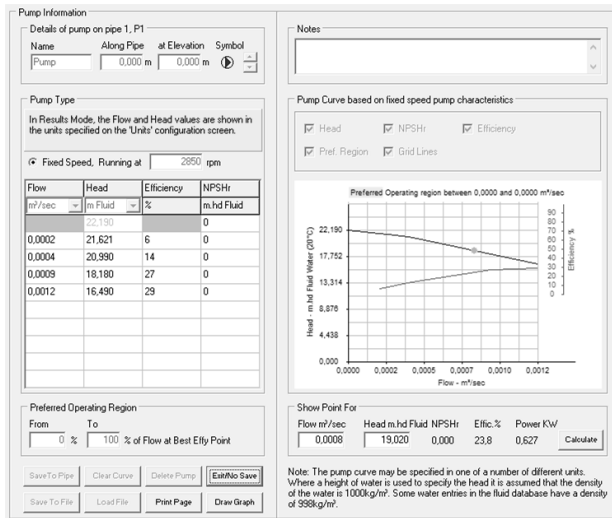 Pump Information
Details of pump on pipe 1, P1
Name Along Pipe at Elevation Symbol
Pump 0,000 m 0,000 m
Pump Type
In Results Mode, the Flow and Head values are shown in
the units specified on the 'Units' configuration screen.
Fixed Speed, Running at 2850 rpm
Flow Head Efficiency NPSHr
m³/sec m Fluid % m.hd Fluid
22,190 0
0,0002 21,621 6 0
0,0004 20,990 14 0
0,0009 18,180 27 0
0,0012 16,490 29 0
Preferred Operating Region
From To
0 % 100 % of Flow at Best Effy Point
Save To Pipe Clear Curve Delete Pump Exit/No Save
Save To File Load File Print Page Draw Graph
Notes
Pump Curve based on fixed speed pump characteristics
Head NPSHr Efficiency
Pref. Region Grid Lines
Preferred Operating region between 0,0000 and 0,0000 m³/sec
Head - m.hd Fluid Water (20°C)
22,190
17,752
13,314
8,876
4,438
0,000
0,0000 0,0002 0,0005 0,0007 0,0010 0,0012
Flow - m³/sec
90
80
70
60
50
40
30
20
10
0
Efficiency %
Show Point For
Flow m³/sec Head m.hd Fluid NPSHr Effic.% Power KW
0,0008 19,020 0,000 23,8 0,627 Calculate
Note: The pump curve may be specified in one of a number of different units.
Where a height of water is used to specify the head it is assumed that the density
of the water is 1000kg/m³. Some water entries in the fluid database have a density
of 998kg/m³.